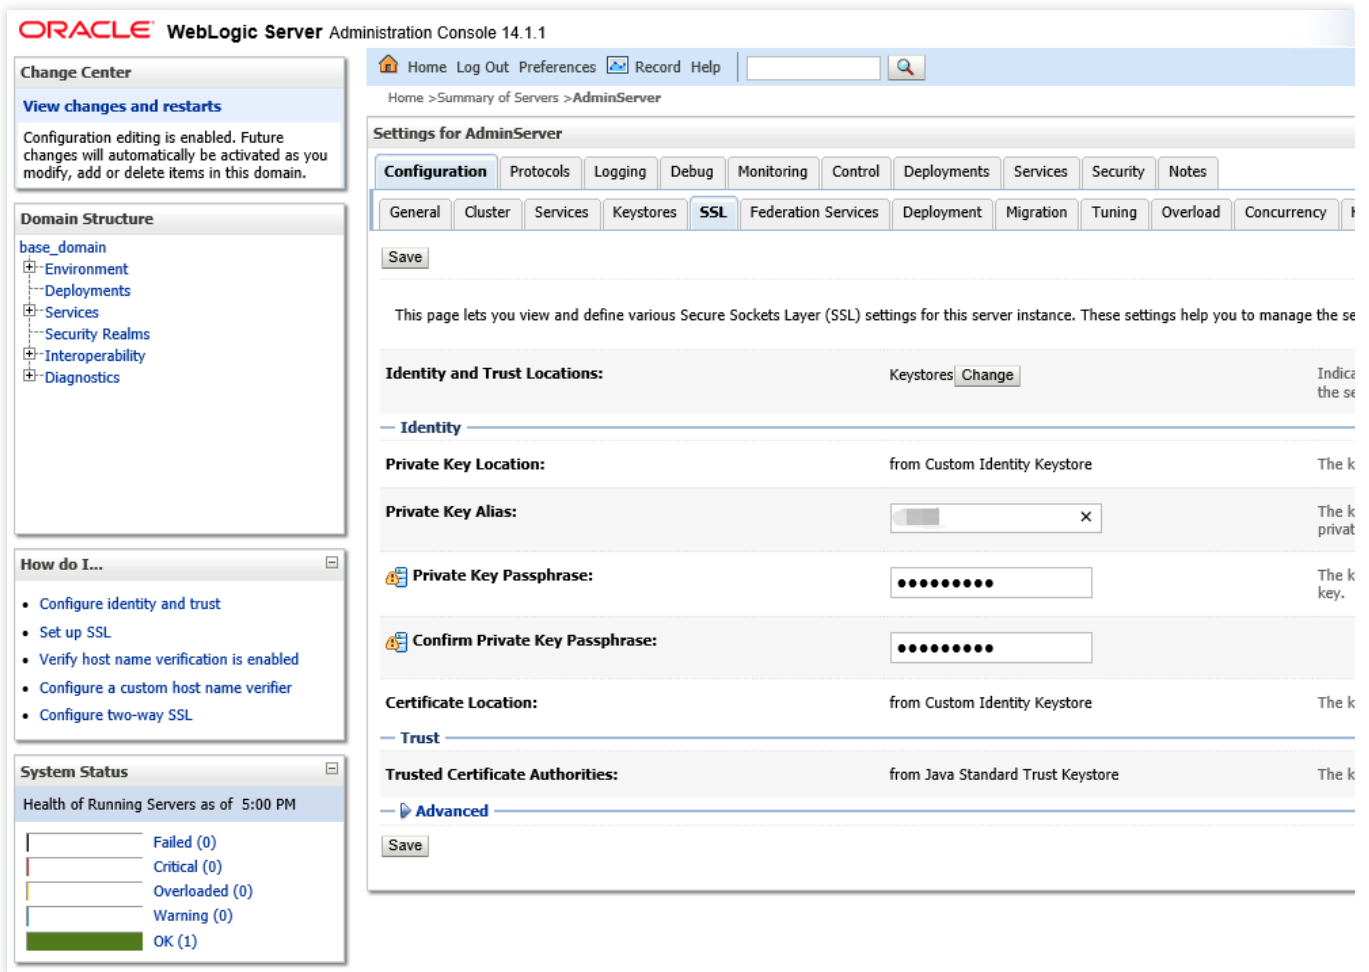 ORACLE WebLogic Server Administration Console 14.1.1
Change Center
View changes and restarts
Configuration editing is enabled. Future
changes will automatically be activated as you
modify, add or delete items in this domain.
Domain Structure
base_domain
Environment
Deployments
Services
Security Realms
Interoperability
Diagnostics
How do I...
Configure identity and trust
Set up SSL
Verify host name verification is enabled
Configure a custom host name verifier
Configure two-way SSL
System Status
Health of Running Servers as of 5:00 PM
Failed (0)
Critical (0)
Overloaded (0)
Warning (0)
OK (1)
Home Log Out Preferences Record Help
Home >Summary of Servers >AdminServer
Settings for AdminServer
Configuration Protocols Logging Debug Monitoring Control Deployments Services Security Notes
General Cluster Services Keystores SSL Federation Services Deployment Migration Tuning Overload Concurrency
Save
This page lets you view and define various Secure Sockets Layer (SSL) settings for this server instance. These settings help you to manage the se
Identity and Trust Locations: Keystores Change Indica
the se
Identity
Private Key Location: from Custom Identity Keystore The k
Private Key Alias: The k
privat
Private Key Passphrase: The k
key.
Confirm Private Key Passphrase:
Certificate Location: from Custom Identity Keystore The k
Trust
Trusted Certificate Authorities: from Java Standard Trust Keystore The k
Advanced
Save